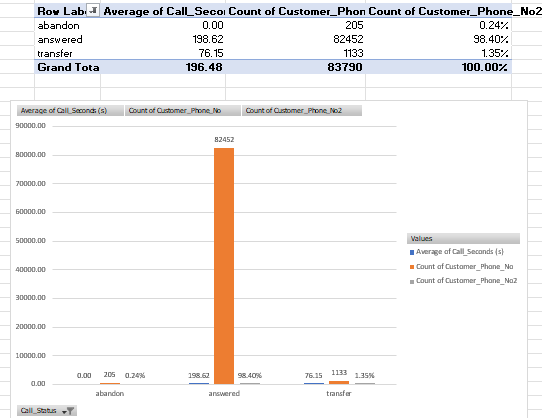 Row Labe Average of Call_Seco Count of Customer_Phon Count of Customer_Phone_No2
abandon 0.00 205 0.24%
answered 198.62 82452 98.40%
transfer 76.15 1133 1.35%
Grand Tota 196.48 83790 100.00%
Average of Call_Seconds (s) Count of Customer_Phone_No Count of Customer_Phone_No2
90000.00
82452
80000.00
70000.00
60000.00
Values
50000.00
Average of Call_Seconds (s)
40000.00
Count of Customer_Phone_No
Count of Customer_Phone_No2
30000.00
20000.00
10000.00
0.00 205 0.24% 198.62 98.40% 76.15 1133 1.35%
0.00
abandon answered transfer
Call_Status